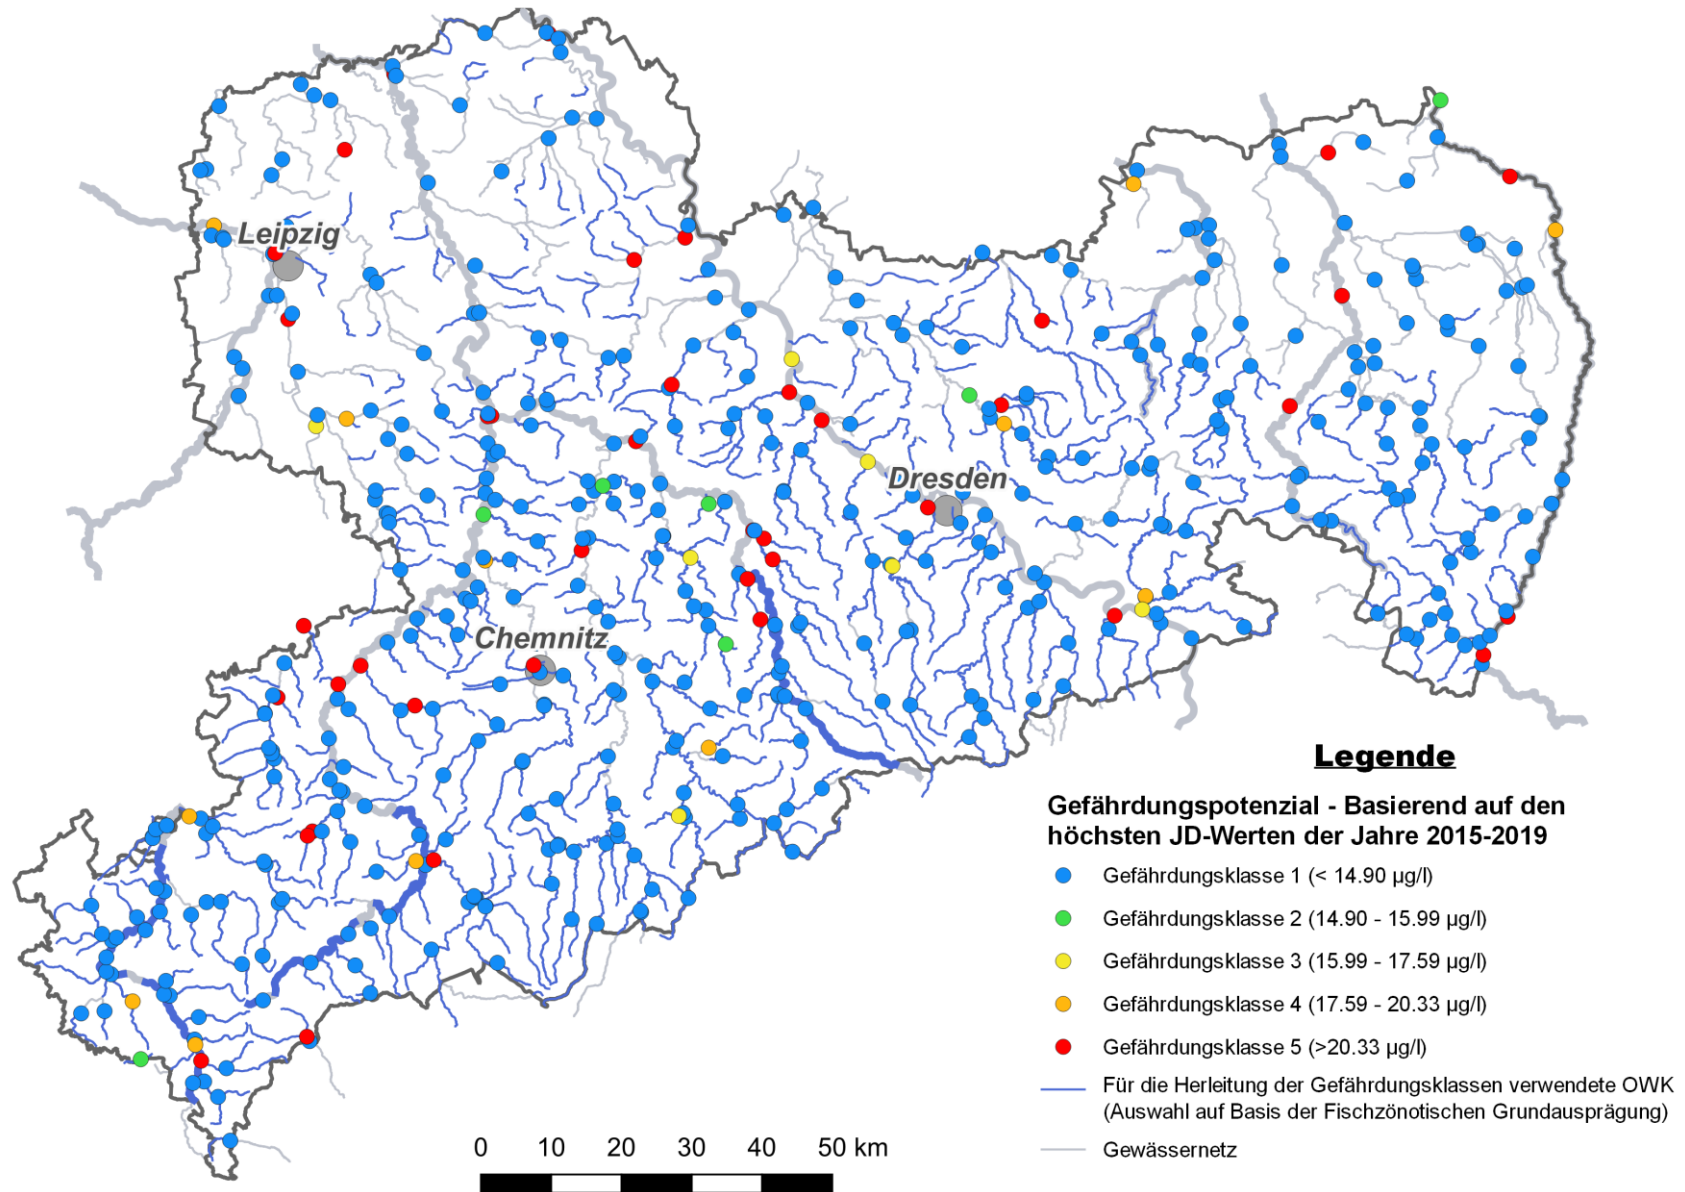 Leipzig
Dresden
Chemnitz
Legende
Gefährdungspotenzial - Basierend auf den
höchsten JD-Werten der Jahre 2015-2019
Gefährdungsklasse 1 (< 14.90 µg/l)
Gefährdungsklasse 2 (14.90 - 15.99 µg/l)
Gefährdungsklasse 3 (15.99 - 17.59 µg/l)
Gefährdungsklasse 4 (17.59 - 20.33 µg/l)
Gefährdungsklasse 5 (>20.33 µg/l)
Für die Herleitung der Gefährdungsklassen verwendete OWK
(Auswahl auf Basis der Fischzönotischen Grundausprägung)
Gewässernetz
0 10 20 30 40 50 km